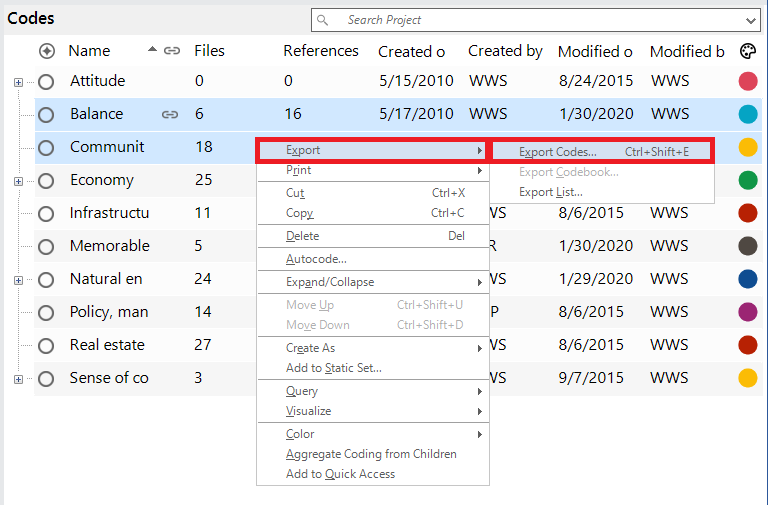 Codes
Search Project
Name Files References Created o Created by Modified o Modified b
Attitude 0 0 5/15/2010 WWS 8/24/2015 WWS
Balance 6 16 5/17/2010 WWS 1/30/2020 WWS
Communit 18
Export
Export Codes... Ctrl+Shift+E
Print
Export Codebook...
Economy 25
Cut Ctrl+X
Export List...
Infrastructu 11
Copy Ctrl+C
WS 8/6/2015 WWS
Delete Del
Memorable 5
R 1/30/2020 WWS
Autocode...
Natural en 24
Expand/Collapse
WS 1/29/2020 WWS
Move Up Ctrl+Shift+U
Policy, man 14
P 8/6/2015 WWS
Move Down Ctrl+Shift+D
Real estate 27
Create As
WS 8/6/2015 WWS
Add to Static Set...
Sense of co 3
WS 9/7/2015 WWS
Query
Visualize
Color
Aggregate Coding from Children
Add to Quick Access